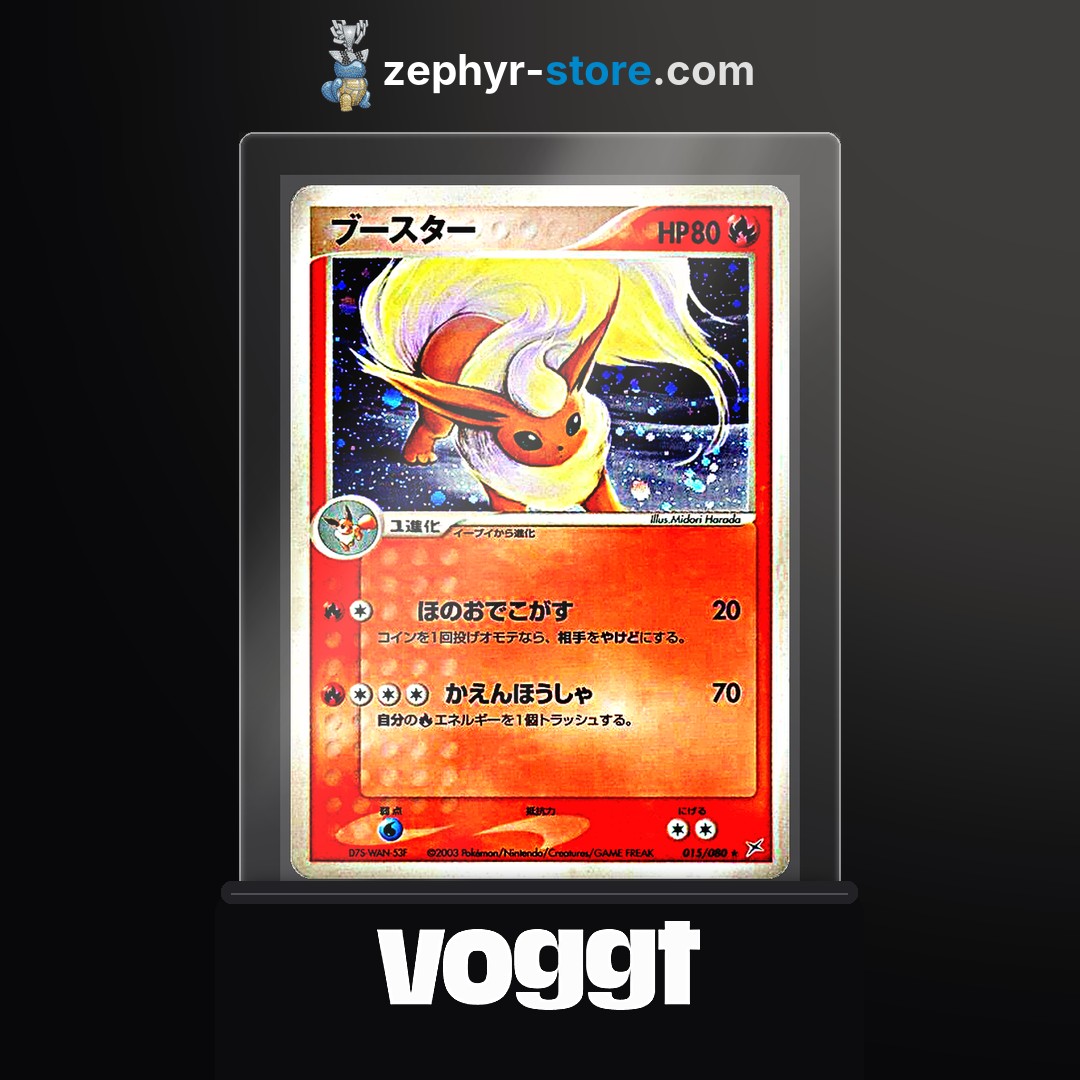 zephyr-store.com
ブースター HP80
Illus.Midori Harada
1進化 イーブイから進化
ほのおでこがす 20
コインを1回投げオモテなら、相手をやけどにする。
かえんほうしゃ 70
自分のエネルギーを1個トラッシュする。
弱点 抵抗力 にげる
D7S-WAN-53F ©2003 Pokémon/Nintendo/Creatures/GAME FREAK 015/080 ★
voggt